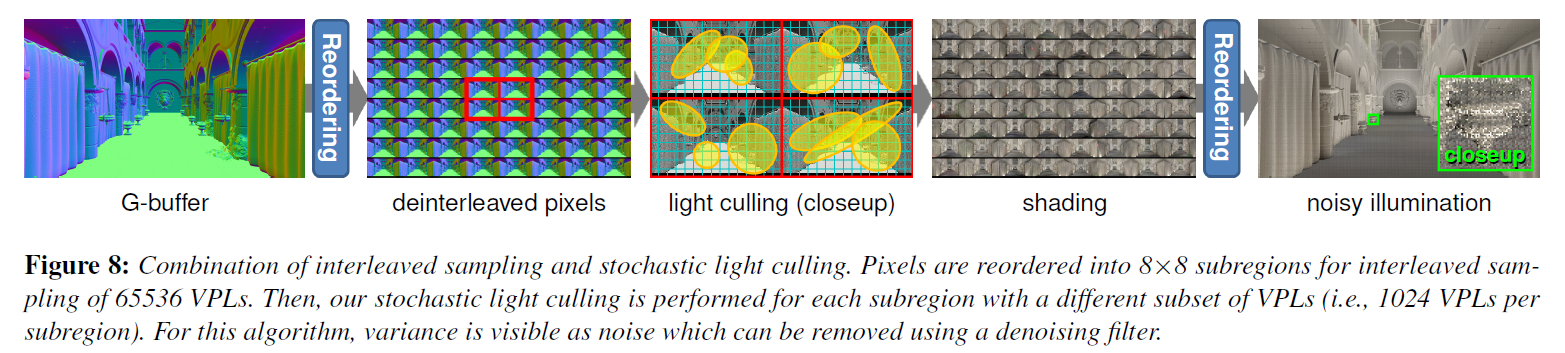 Reordering
Reordering
closeup
G-buffer
deinterleaved pixels
light culling (closeup)
shading
noisy illumination
Figure 8: Combination of interleaved sampling and stochastic light culling. Pixels are reordered into 8×8 subregions for interleaved sam-
pling of 65536 VPLs. Then, our stochastic light culling is performed for each subregion with a different subset of VPLs (i.e., 1024 VPLs per
subregion). For this algorithm, variance is visible as noise which can be removed using a denoising filter.